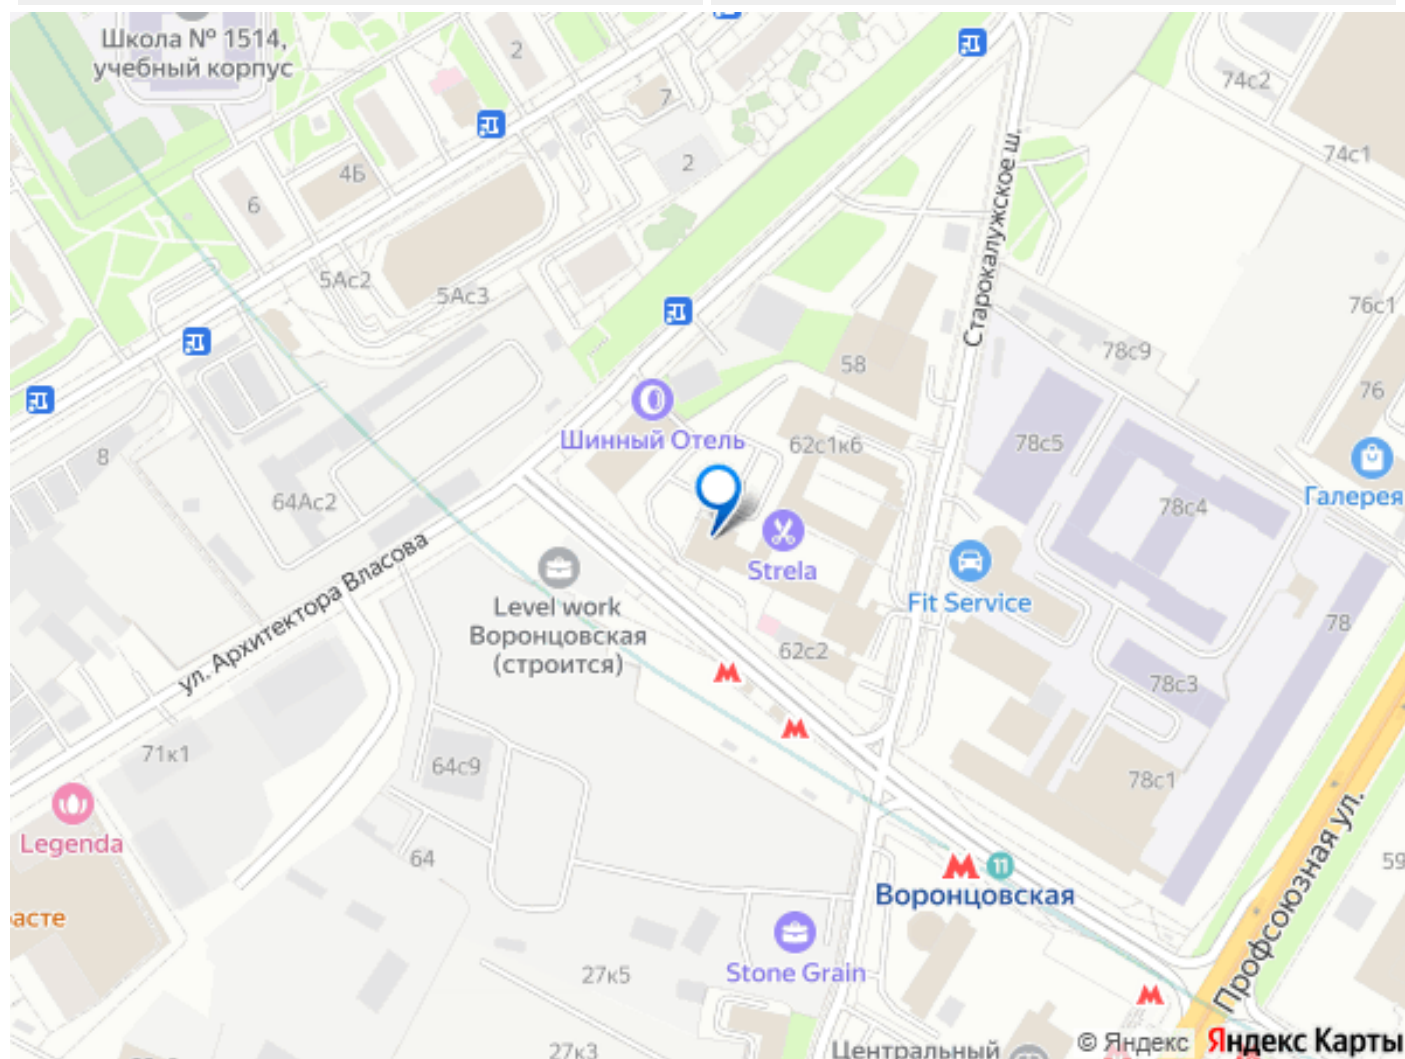 Школа № 1514,
учебный корпус
2
7
2
4Б
6
74с2
74с1
Старокалужское ш.
5Ас2
5Ас3
76с1
78с9
58
76
Шинный Отель
62с1к6
78с5
8
64Ас2
78с4
Галерея
ул. Архитектора Власова
Strela
Level work
Воронцовская
(строится)
Fit Service
78
62с2
78с3
71к1
64с9
78с1
Legenda
64
59
Профсоюзная ул.
11
Воронцовская
асте
27к5
Stone Grain
27к3
Центральный
© Яндекс Яндекс Карты